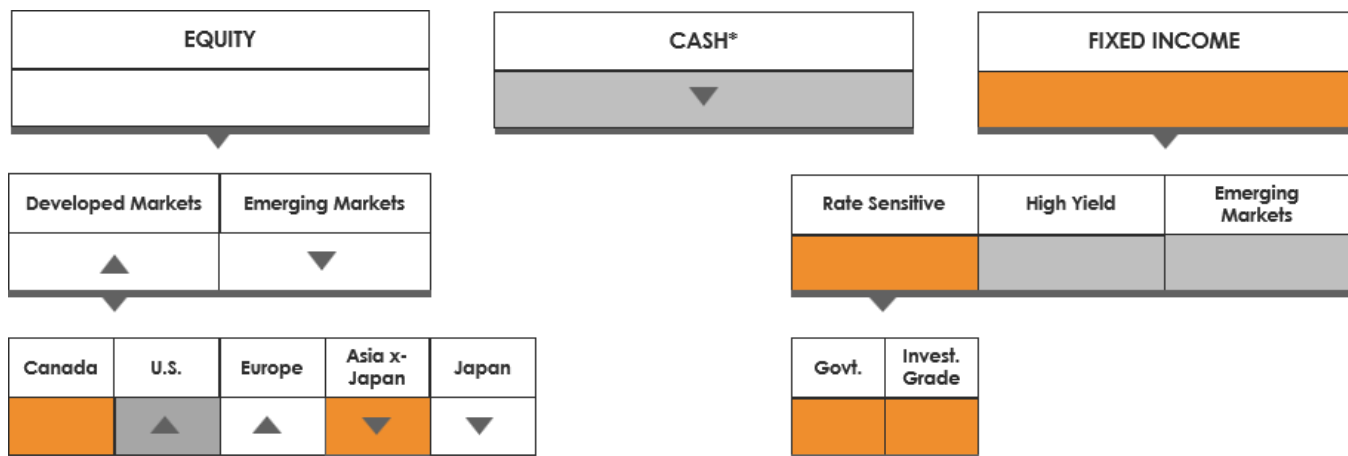 EQUITY
CASH*
FIXED INCOME
Developed Markets
Emerging Markets
Rate Sensitive
High Yield
Emerging
Markets
Canada
U.S.
Europe
Asia x-
Japan
Japan
Govt.
Invest.
Grade